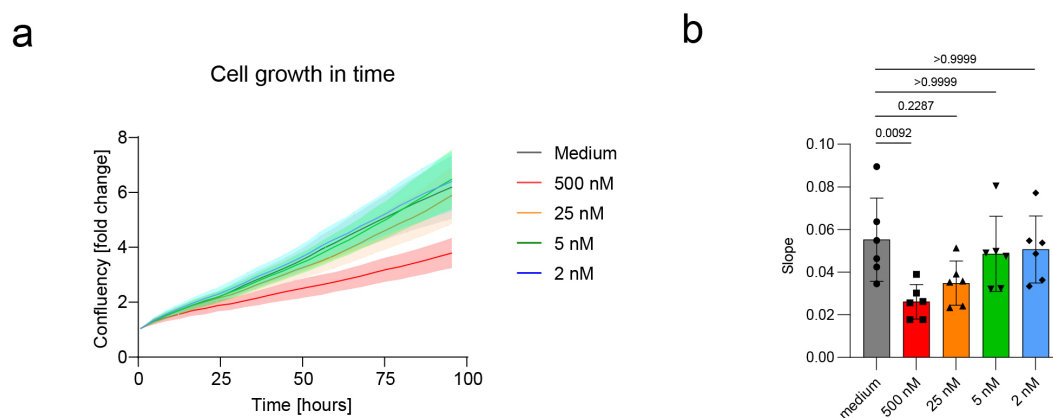 a
Cell growth in time
Confluency [fold change]
8
6
4
2
0
0
25
50
75
100
Time [hours]
Medium
500 nM
25 nM
5 nM
2 nM
b
>0.9999
>0.9999
0.2287
0.0092
Slope
0.10
0.08
0.06
0.04
0.02
0.00
medium
500 nM
25 nM
5 nM
2 nM